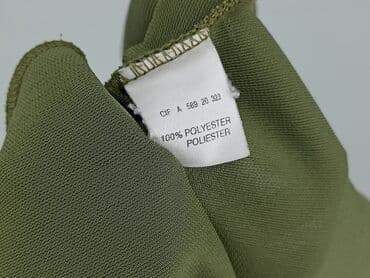 CIF A 589 20 323
100% POLYESTER
POLIESTER